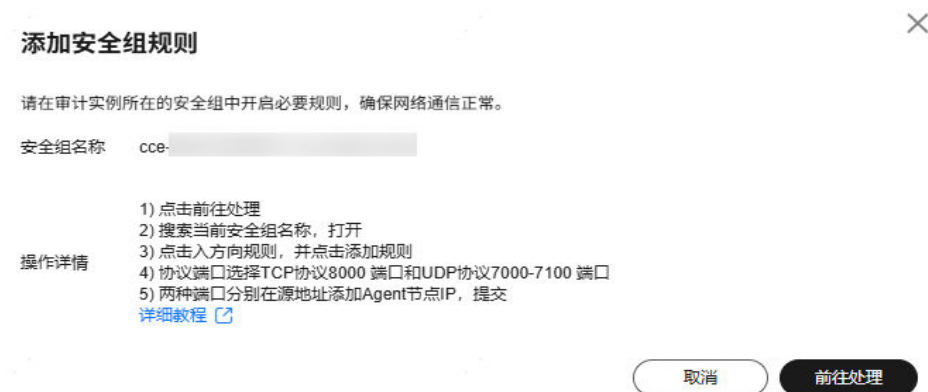 添加安全组规则
请在审计实例所在的安全组中开启必要规则，确保网络通信正常。
安全组名称 cce-
操作详情
1) 点击前往处理
2) 搜索当前安全组名称，打开
3) 点击入方向规则，并点击添加规则
4) 协议端口选择TCP协议8000 端口和UDP协议7000-7100 端口
5) 两种端口分别在源地址添加Agent节点IP，提交
详细教程
取消 前往处理